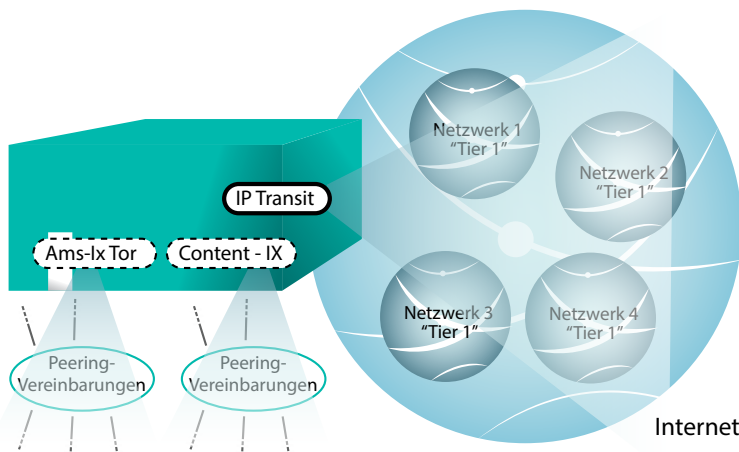 Netzwerk 1
“Tier 1”
Netzwerk 2
“Tier 1”
IP Transit
Ams-Ix Tor
Content - IX
Netzwerk 3
“Tier 1”
Netzwerk 4
“Tier 1”
Peering-
Vereinbarungen
Peering-
Vereinbarungen
Internet